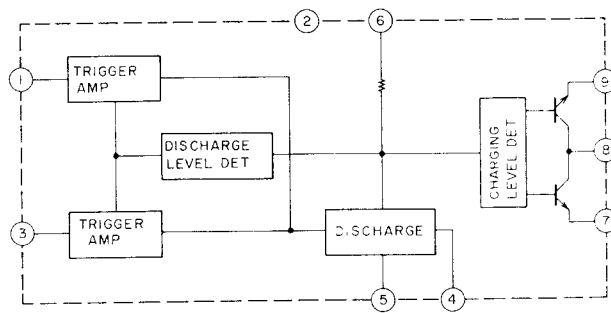 2
6
1
TRIGGER
AMP
9
DISCHARGE
LEVEL DET
CHARGING
LEVEL DET
8
3
TRIGGER
AMP
DISCHARGE
7
5
4